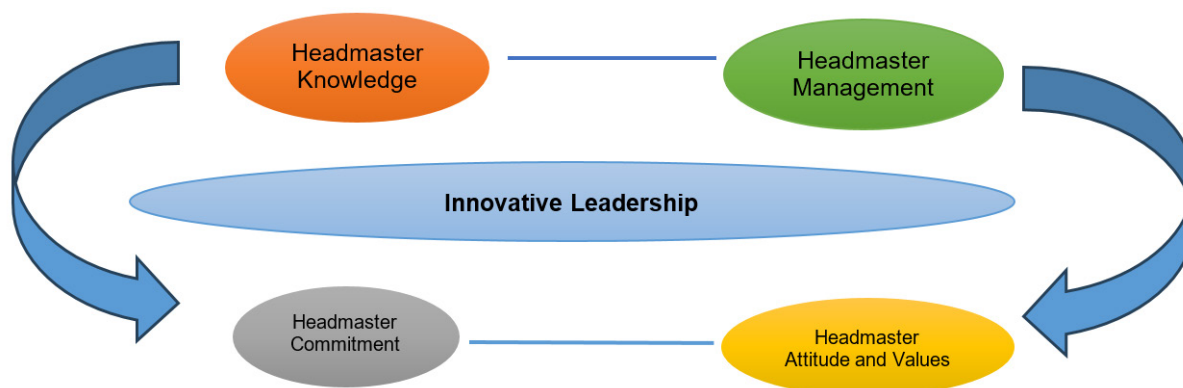 Headmaster
Knowledge
Headmaster
Management
Innovative Leadership
Headmaster
Commitment
Headmaster
Attitude and Values